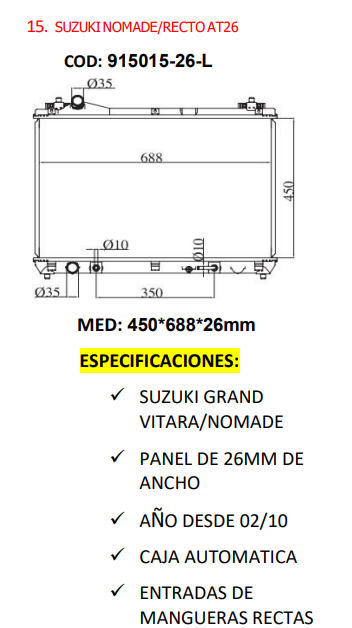 15. SUZUKI NOMADE/RECTO AT26
COD: 915015-26-L
Ø35
688
450
Ø10
Ø10
Ø35
350
MED: 450*688*26mm
ESPECIFICACIONES:
✓ SUZUKI GRAND
VITARA/NOMADE
✓ PANEL DE 26MM DE
ANCHO
✓ AÑO DESDE 02/10
✓ CAJA AUTOMATICA
✓ ENTRADAS DE
MANGUERAS RECTAS